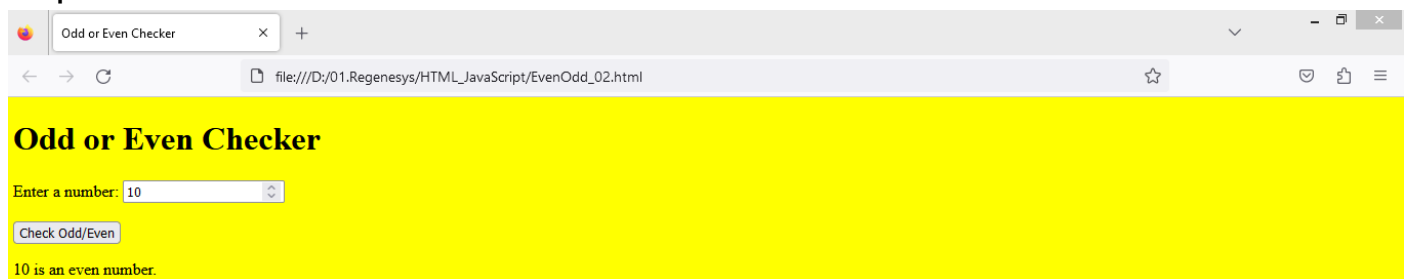 Odd or Even Checker
file:///D:/01.Regenesys/HTML_JavaScript/EvenOdd_02.html
Odd or Even Checker
Enter a number: 10
Check Odd/Even
10 is an even number.